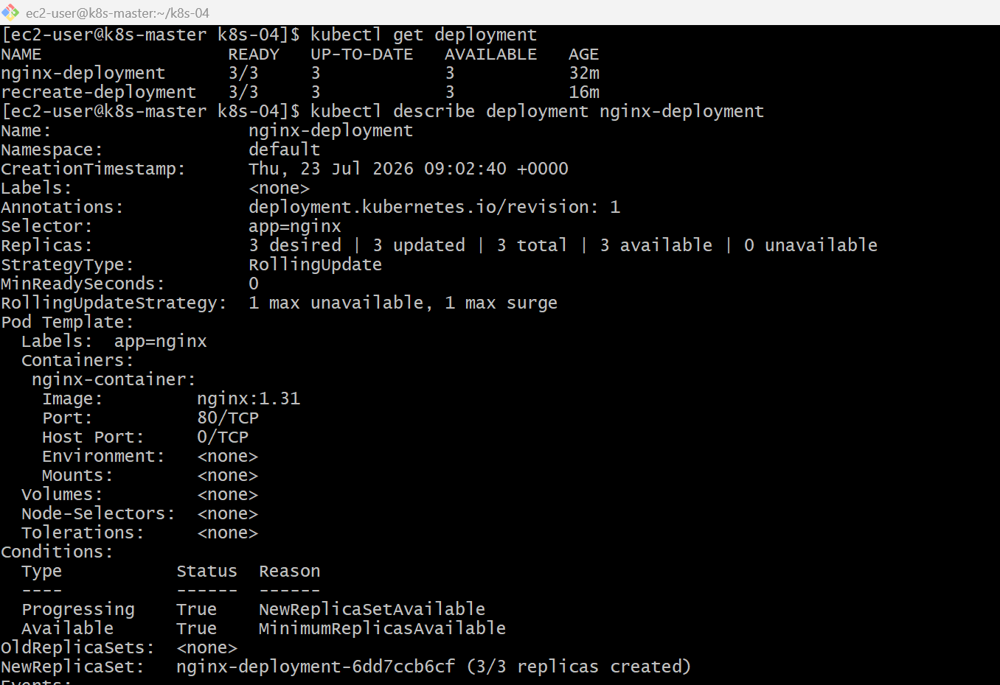 ec2-user@k8s-master:~/k8s-04
[ec2-user@k8s-master k8s-04]$ kubectl get deployment
NAME                  READY   UP-TO-DATE   AVAILABLE   AGE
nginx-deployment      3/3     3            3           32m
recreate-deployment   3/3     3            3           16m
[ec2-user@k8s-master k8s-04]$ kubectl describe deployment nginx-deployment
Name:                   nginx-deployment
Namespace:              default
CreationTimestamp:      Thu, 23 Jul 2026 09:02:40 +0000
Labels:                 <none>
Annotations:            deployment.kubernetes.io/revision: 1
Selector:               app=nginx
Replicas:               3 desired | 3 updated | 3 total | 3 available | 0 unavailable
StrategyType:           RollingUpdate
MinReadySeconds:        0
RollingUpdateStrategy:  1 max unavailable, 1 max surge
Pod Template:
  Labels:  app=nginx
  Containers:
   nginx-container:
    Image:         nginx:1.31
    Port:          80/TCP
    Host Port:     0/TCP
    Environment:   <none>
    Mounts:        <none>
  Volumes:         <none>
  Node-Selectors:  <none>
  Tolerations:     <none>
Conditions:
  Type           Status  Reason
  ----           ------  ------
  Progressing    True    NewReplicaSetAvailable
  Available      True    MinimumReplicasAvailable
OldReplicaSets:  <none>
NewReplicaSet:   nginx-deployment-6dd7ccb6cf (3/3 replicas created)
Events: